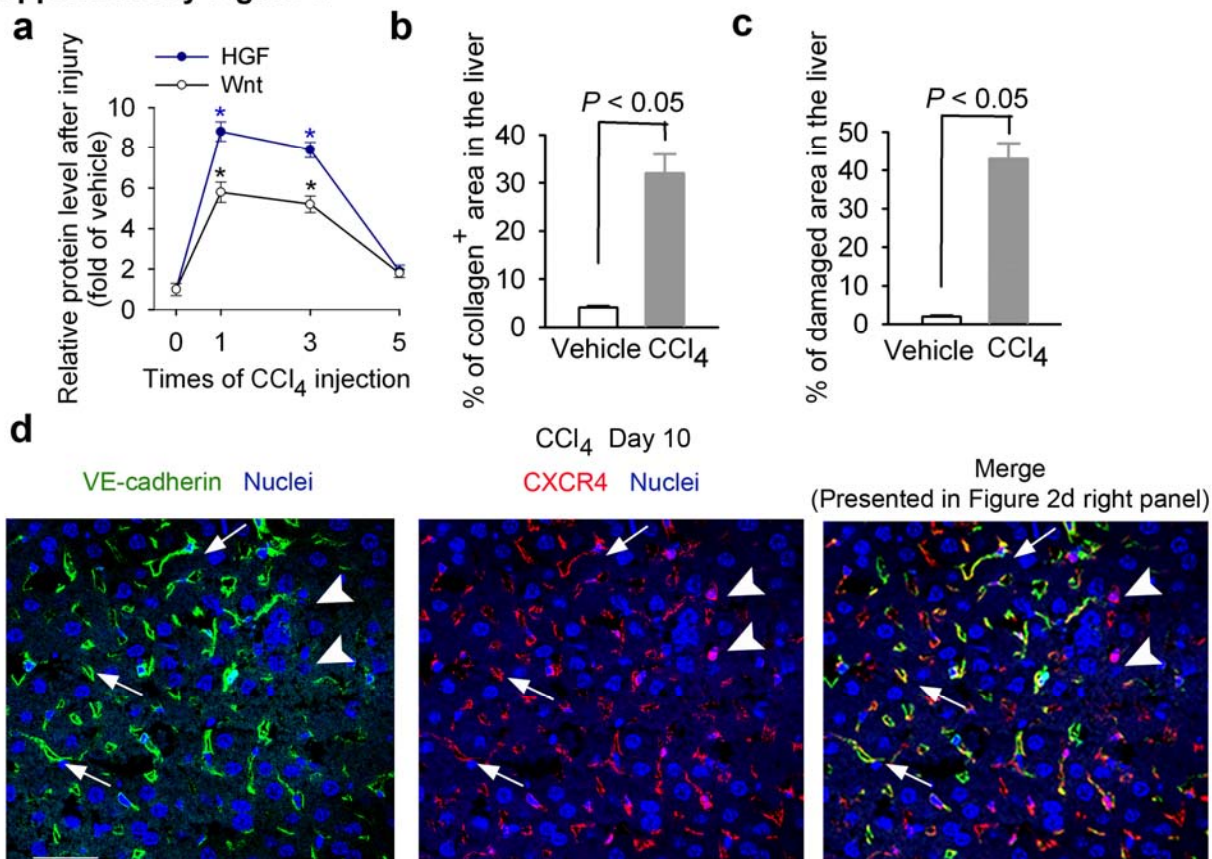 a
HGF
Wnt
Relative protein level after injury
(fold of vehicle)
10
8
6
4
2
0
*
*
*
*
0 1 3 5
Times of CCl4 injection
b
P < 0.05
% of collagen+ area in the liver
40
30
20
10
0
Vehicle CCl4
c
P < 0.05
% of damaged area in the liver
50
40
30
20
10
0
Vehicle CCl4
d
CCl4 Day 10
VE-cadherin Nuclei
CXCR4 Nuclei
Merge
(Presented in Figure 2d right panel)